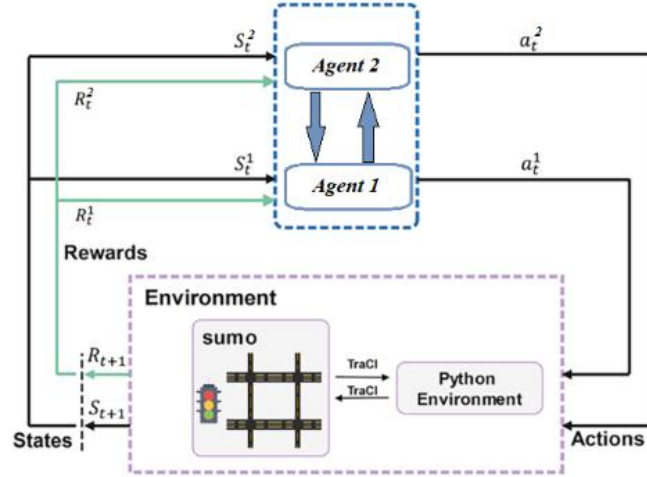 S_t^2
Agent 2
a_t^2
R_t^2
S_t^1
Agent 1
a_t^1
R_t^1
Rewards
Environment
sumo
R_{t+1}
TraCI
TraCI
Python
Environment
S_{t+1}
States
Actions